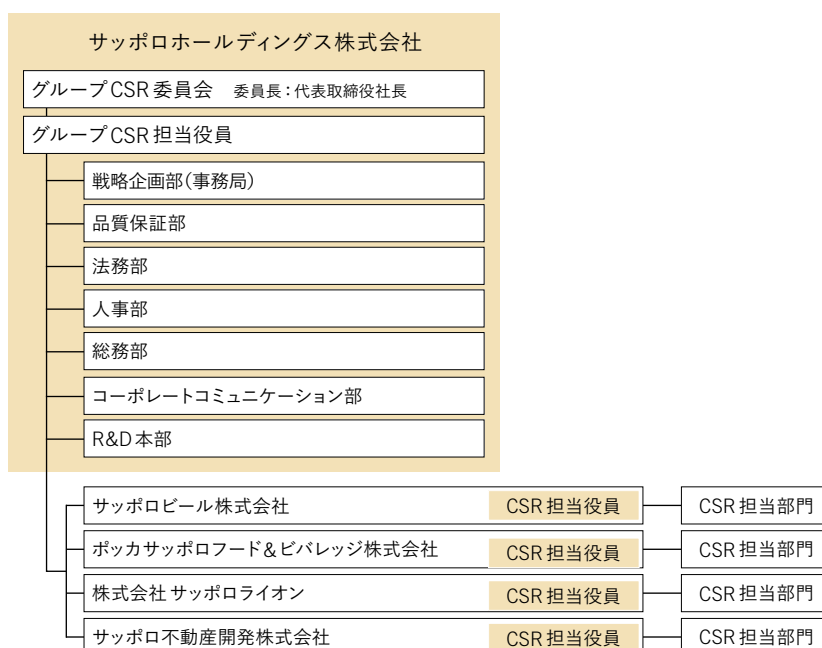 サッポロホールディングス株式会社
グループCSR委員会 委員長：代表取締役社長
グループCSR担当役員
戦略企画部（事務局）
品質保証部
法務部
人事部
総務部
コーポレートコミュニケーション部
R&D本部
サッポロビール株式会社 CSR担当役員 CSR担当部門
ポッカサッポロフード&ビバレッジ株式会社 CSR担当役員 CSR担当部門
株式会社サッポロライオン CSR担当役員 CSR担当部門
サッポロ不動産開発株式会社 CSR担当役員 CSR担当部門